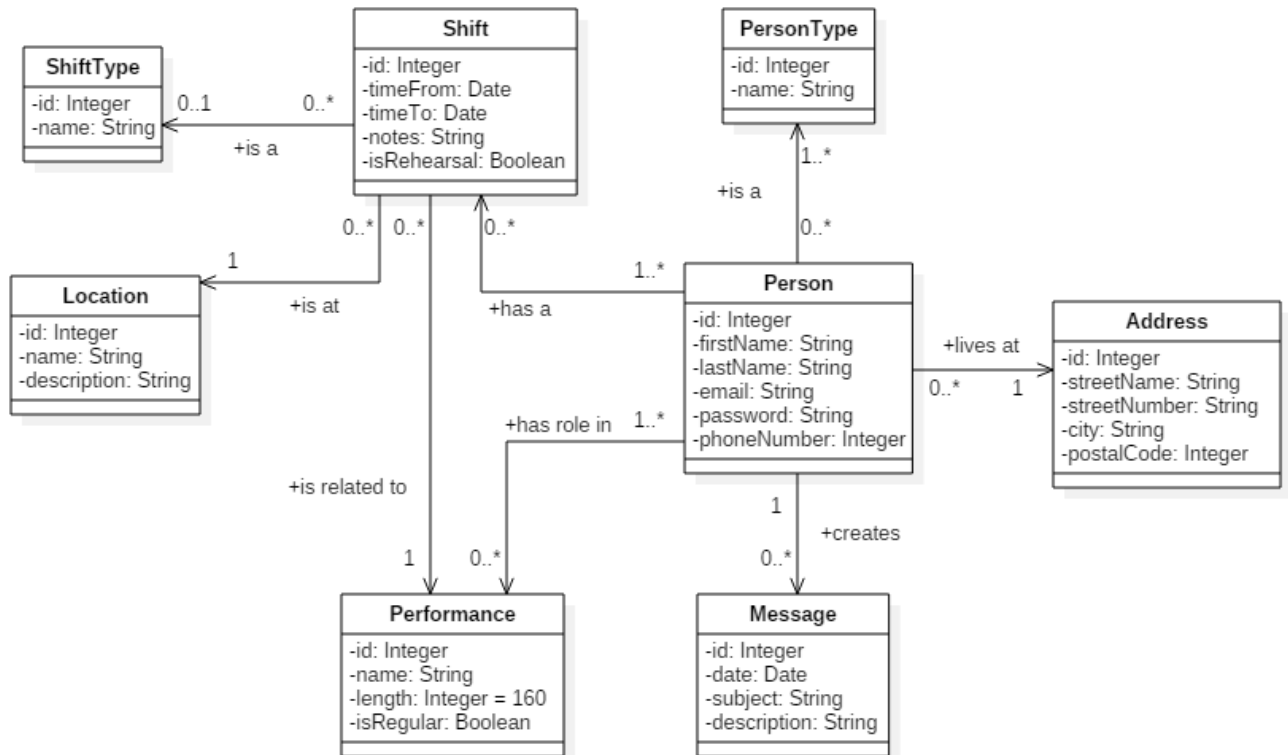 Shift
-id: Integer
-timeFrom: Date
-timeTo: Date
-notes: String
-isRehearsal: Boolean
PersonType
-id: Integer
-name: String
ShiftType
-id: Integer
-name: String
0..1
0..*
+is a
1..*
+is a
0..*
0..*
0..*
0..*
1
+is at
1..*
+has a
Location
-id: Integer
-name: String
-description: String
Person
-id: Integer
-firstName: String
-lastName: String
-email: String
-password: String
-phoneNumber: Integer
+lives at
0..*
1
Address
-id: Integer
-streetName: String
-streetNumber: String
-city: String
-postalCode: Integer
+has role in
1..*
+is related to
1
0..*
1
+creates
0..*
Performance
-id: Integer
-name: String
-length: Integer = 160
-isRegular: Boolean
Message
-id: Integer
-date: Date
-subject: String
-description: String